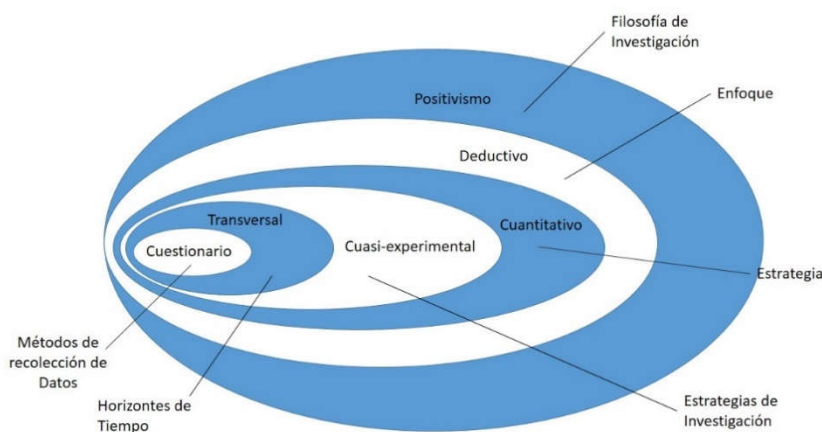 Filosofía de
Investigación
Positivismo
Enfoque
Deductivo
Transversal
Cuantitativo
Cuestionario
Cuasi-experimental
Estrategia
Métodos de
recolección de
Datos
Horizontes de
Tiempo
Estrategias de
Investigación